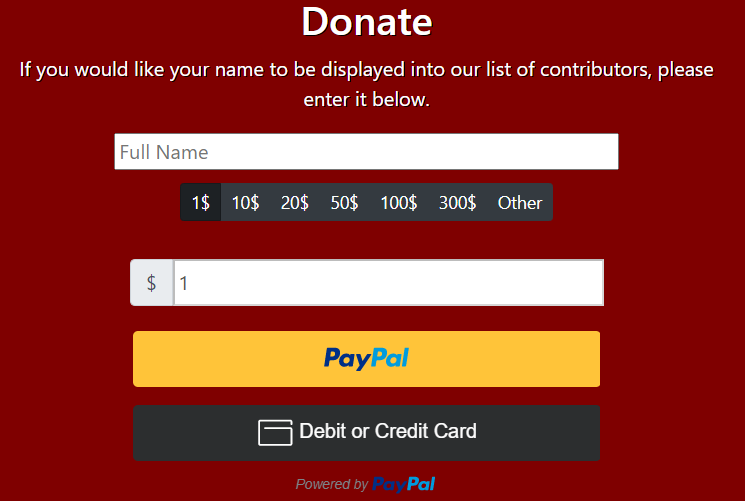 Donate
If you would like your name to be displayed into our list of contributors, please
enter it below.
Full Name
1$ 10$ 20$ 50$ 100$ 300$ Other
$ 1
PayPal
Debit or Credit Card
Powered by PayPal